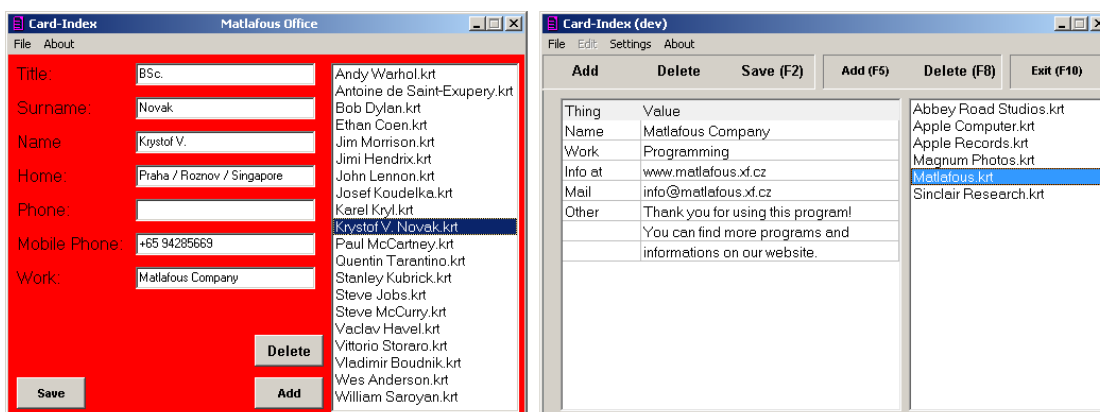 Card-Index Matlafous Office
File About
Title: BSc.
Surname: Novak
Name Krystof V.
Home: Praha / Roznov / Singapore
Phone:
Mobile Phone: +65 94285669
Work: Matlafous Company
Delete
Save Add
Andy Warhol.krt
Antoine de Saint-Exupery.krt
Bob Dylan.krt
Ethan Coen.krt
Jim Morrison.krt
Jimi Hendrix.krt
John Lennon.krt
Josef Koudelka.krt
Karel Kryl.krt
Krystof V. Novak.krt
Paul McCartney.krt
Quentin Tarantino.krt
Stanley Kubrick.krt
Steve Jobs.krt
Steve McCurry.krt
Vaclav Havel.krt
Vittorio Storaro.krt
Vladimir Boudnik.krt
Wes Anderson.krt
William Saroyan.krt
Card-Index (dev)
File Edit Settings About
Add Delete Save (F2) Add (F5) Delete (F8) Exit (F10)
Thing Value
Name Matlafous Company
Work Programming
Info at www.matlafous.xf.cz
Mail info@matlafous.xf.cz
Other Thank you for using this program!
You can find more programs and
informations on our website.
Abbey Road Studios.krt
Apple Computer.krt
Apple Records.krt
Magnum Photos.krt
Matlafous.krt
Sinclair Research.krt